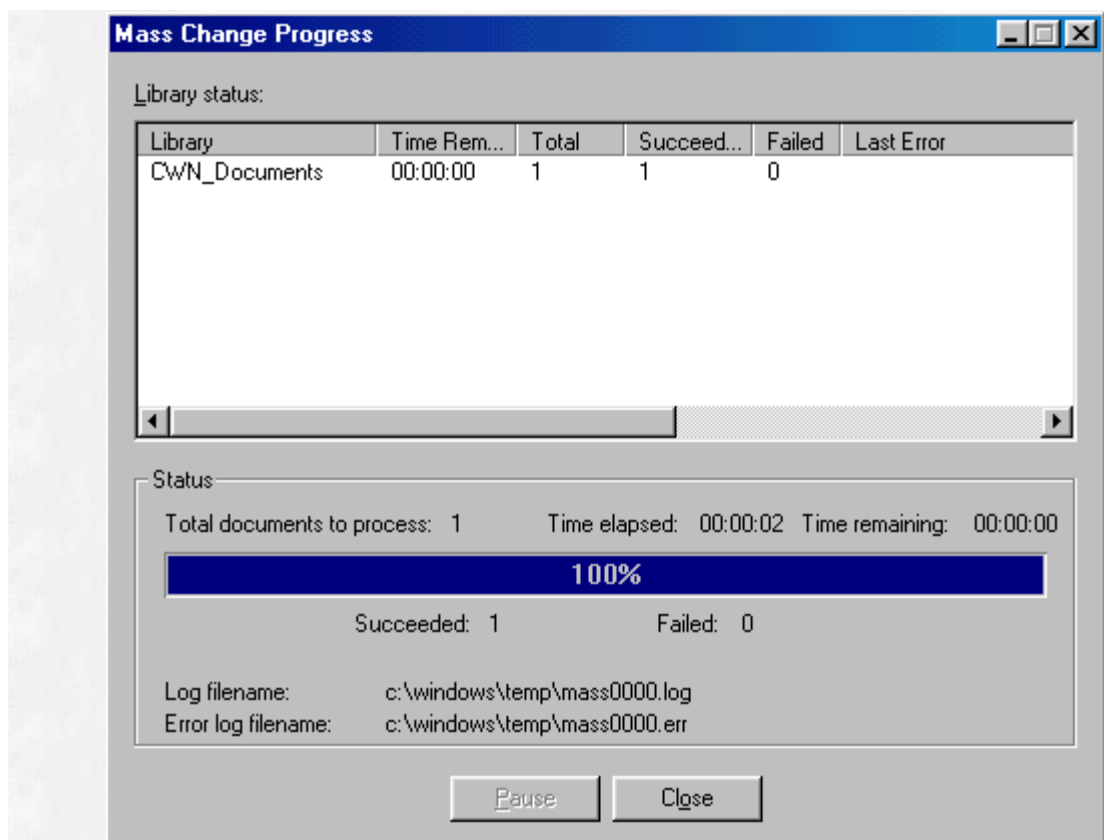 Mass Change Progress
Library status:
Library Time Rem... Total Succeed... Failed Last Error
CWN_Documents 00:00:00 1 1 0
Status
Total documents to process: 1 Time elapsed: 00:00:02 Time remaining: 00:00:00
100%
Succeeded: 1 Failed: 0
Log filename: c:\windows\temp\mass0000.log
Error log filename: c:\windows\temp\mass0000.err
Pause Close